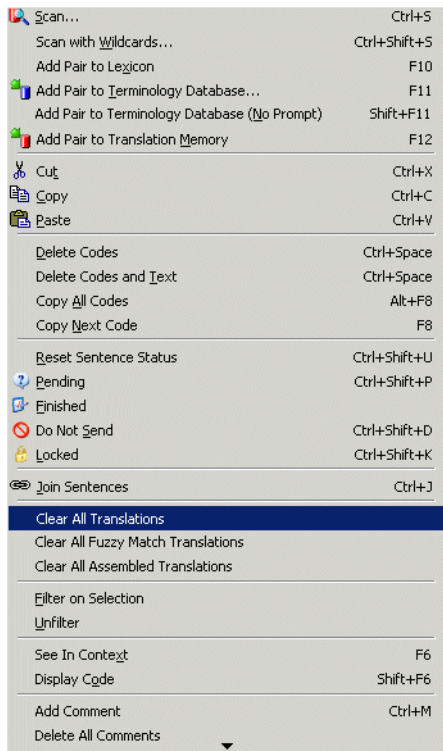 Scan... Ctrl+S
Scan with Wildcards... Ctrl+Shift+S
Add Pair to Lexicon F10
Add Pair to Terminology Database... F11
Add Pair to Terminology Database (No Prompt) Shift+F11
Add Pair to Translation Memory F12
Cut Ctrl+X
Copy Ctrl+C
Paste Ctrl+V
Delete Codes Ctrl+Space
Delete Codes and Text Ctrl+Space
Copy All Codes Alt+F8
Copy Next Code F8
Reset Sentence Status Ctrl+Shift+U
Pending Ctrl+Shift+P
Finished
Do Not Send Ctrl+Shift+D
Locked Ctrl+Shift+K
Join Sentences Ctrl+J
Clear All Translations
Clear All Fuzzy Match Translations
Clear All Assembled Translations
Filter on Selection
Unfilter
See In Context F6
Display Code Shift+F6
Add Comment Ctrl+M
Delete All Comments